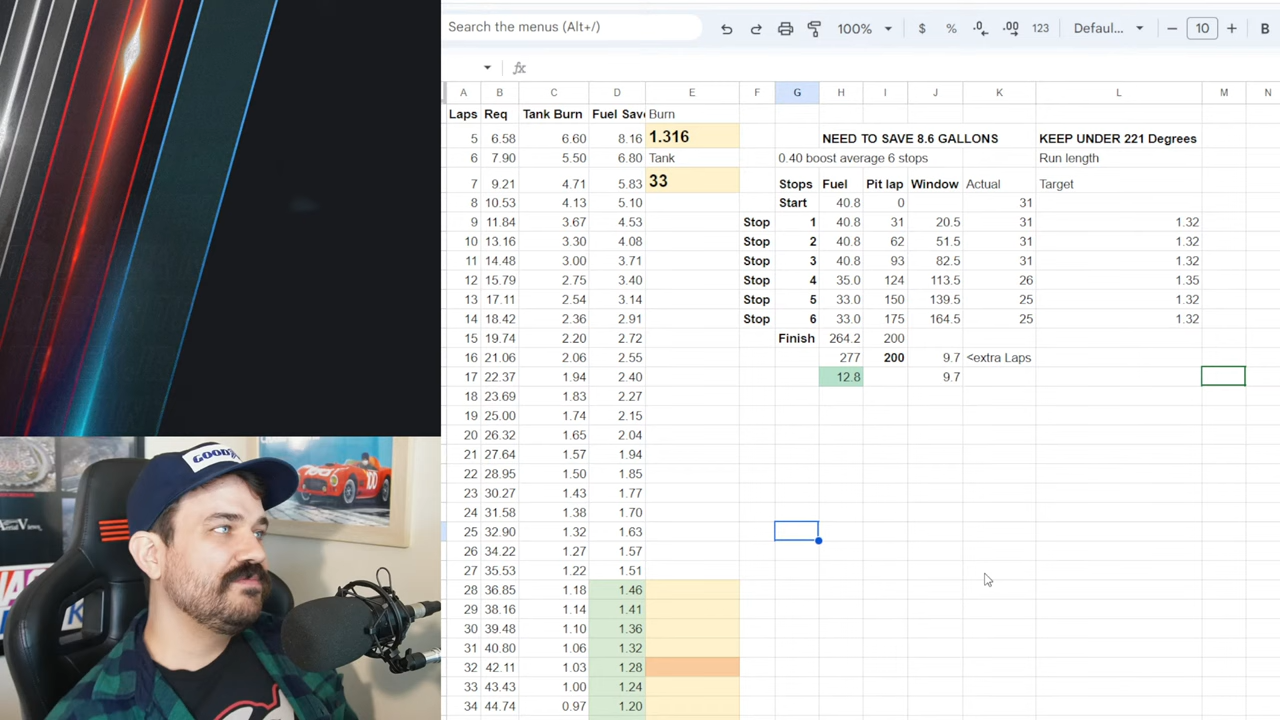 Search the menus (Alt+/)
100%
$
%
.0
.00
123
Defaul...
10
B
fx
A B C D E F G H I J K L M N
Laps Req Tank Burn Fuel Sav Burn
5 6.58 6.60 8.16 1.316 NEED TO SAVE 8.6 GALLONS KEEP UNDER 221 Degrees
6 7.90 5.50 6.80 Tank 0.40 boost average 6 stops Run length
7 9.21 4.71 5.83 33 Stops Fuel Pit lap Window Actual Target
8 10.53 4.13 5.10 Start 40.8 0 31
9 11.84 3.67 4.53 Stop 1 40.8 31 20.5 31 1.32
10 13.16 3.30 4.08 Stop 2 40.8 62 51.5 31 1.32
11 14.48 3.00 3.71 Stop 3 40.8 93 82.5 31 1.32
12 15.79 2.75 3.40 Stop 4 35.0 124 113.5 26 1.35
13 17.11 2.54 3.14 Stop 5 33.0 150 139.5 25 1.32
14 18.42 2.36 2.91 Stop 6 33.0 175 164.5 25 1.32
15 19.74 2.20 2.72 Finish 264.2 200
16 21.06 2.06 2.55 277 200 9.7 <extra Laps
17 22.37 1.94 2.40 12.8 9.7
18 23.69 1.83 2.27
19 25.00 1.74 2.15
20 26.32 1.65 2.04
21 27.64 1.57 1.94
22 28.95 1.50 1.85
23 30.27 1.43 1.77
24 31.58 1.38 1.70
25 32.90 1.32 1.63
26 34.22 1.27 1.57
27 35.53 1.22 1.51
28 36.85 1.18 1.46
29 38.16 1.14 1.41
30 39.48 1.10 1.36
31 40.80 1.06 1.32
32 42.11 1.03 1.28
33 43.43 1.00 1.24
34 44.74 0.97 1.20
100